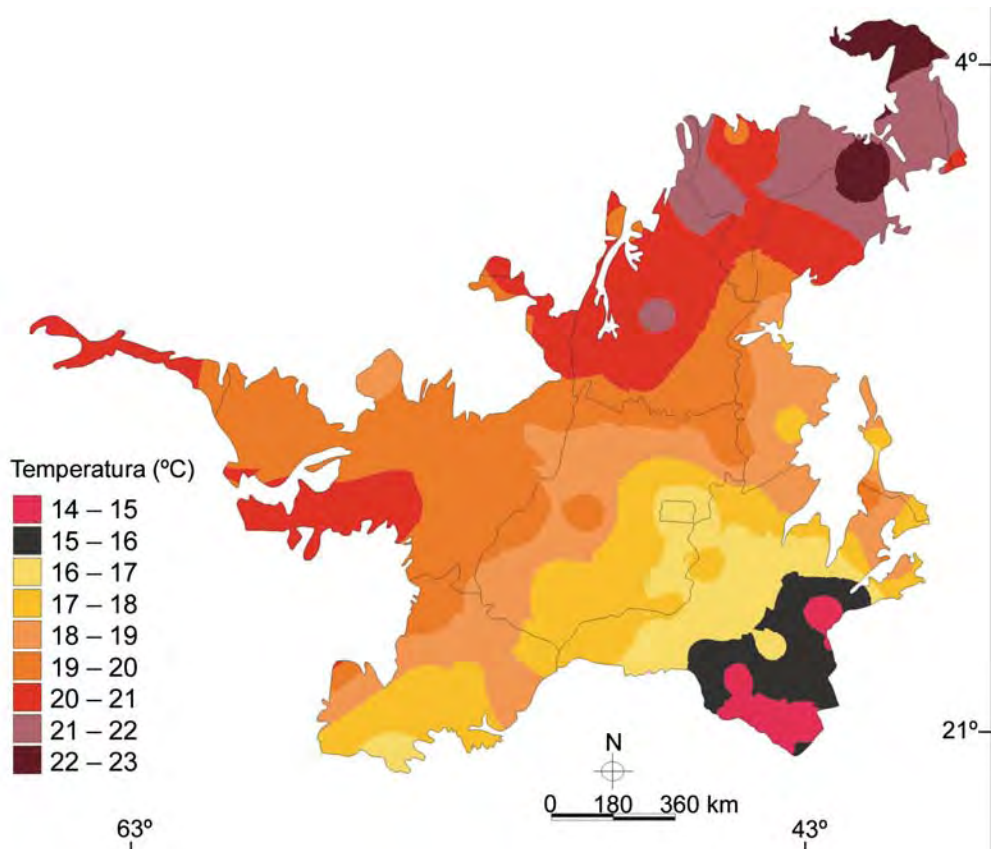 4º
Temperatura (ºC)
14 – 15
15 – 16
16 – 17
17 – 18
18 – 19
19 – 20
20 – 21
21 – 22
22 – 23
N
21º
0 180 360 km
63º 43º